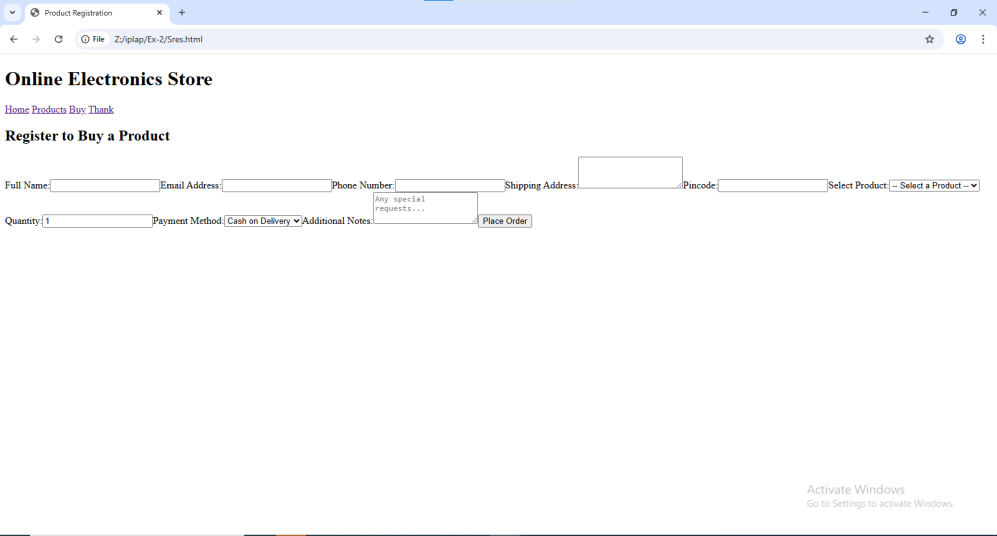 Product Registration
File Z:/iplap/Ex-2/Sres.html
Online Electronics Store
Home Products Buy Thank
Register to Buy a Product
Full Name: Email Address: Phone Number: Shipping Address: Pincode: Select Product: -- Select a Product --
Quantity: 1 Payment Method: Cash on Delivery Additional Notes: Any special
requests... Place Order
Activate Windows
Go to Settings to activate Windows.